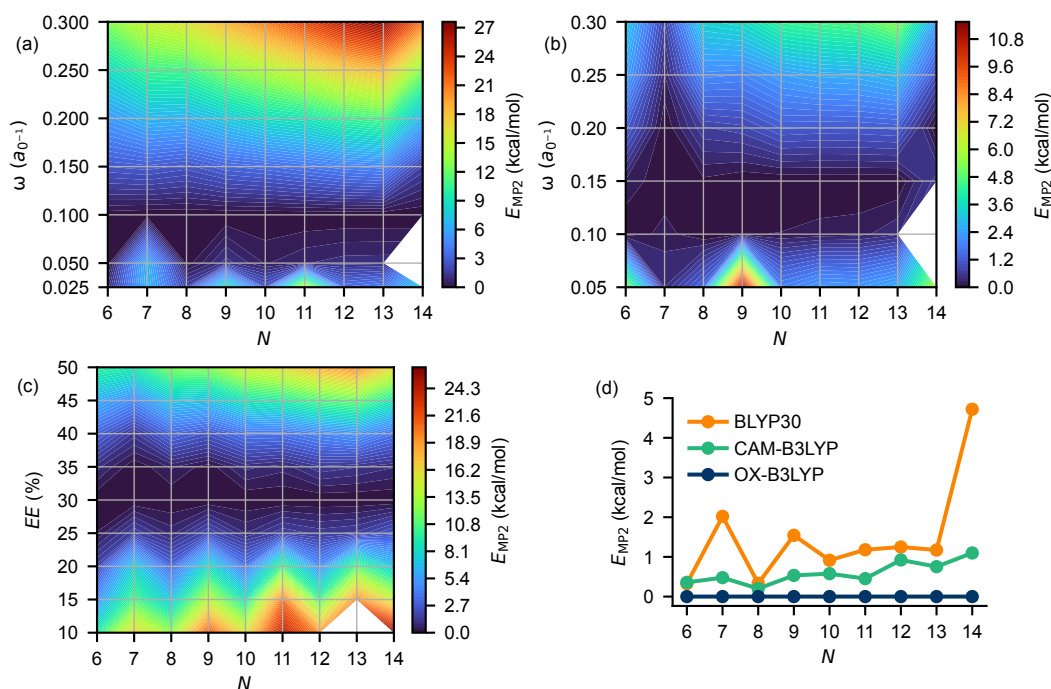 (a)
0.300
0.250
0.200
0.150
0.100
0.050
0.025
ω (a₀⁻¹)
6 7 8 9 10 11 12 13 14
N
27
24
21
18
15
12
9
6
3
0
E_MP2 (kcal/mol)
(b)
0.30
0.25
0.20
0.15
0.10
0.05
ω (a₀⁻¹)
6 7 8 9 10 11 12 13 14
N
10.8
9.6
8.4
7.2
6.0
4.8
3.6
2.4
1.2
0.0
E_MP2 (kcal/mol)
(c)
50
45
40
35
30
25
20
15
10
EE (%)
6 7 8 9 10 11 12 13 14
N
24.3
21.6
18.9
16.2
13.5
10.8
8.1
5.4
2.7
0.0
E_MP2 (kcal/mol)
(d)
5
4
3
2
1
0
E_MP2 (kcal/mol)
BLYP30
CAM-B3LYP
OX-B3LYP
6 7 8 9 10 11 12 13 14
N